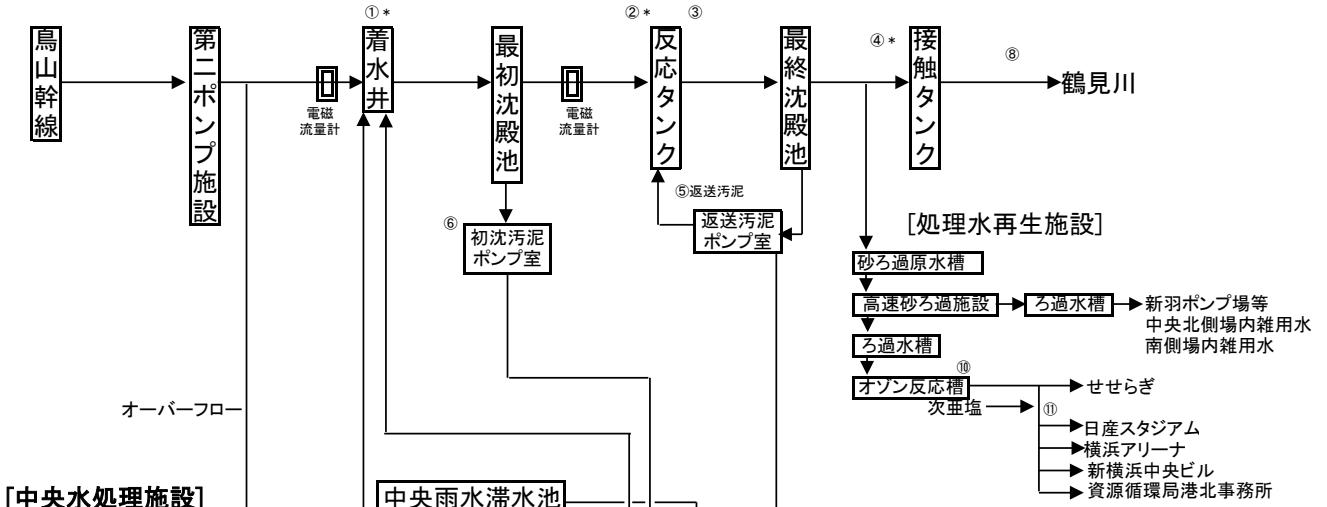 ①*
②*
③
④*
⑧
鳥山幹線
第二ポンプ施設
着水井
最初沈殿池
反応タンク
最終沈殿池
接触タンク
鶴見川
電磁
流量計
電磁
流量計
⑤返送汚泥
返送汚泥
ポンプ室
⑥
初沈汚泥
ポンプ室
[処理水再生施設]
砂ろ過原水槽
高速砂ろ過施設
ろ過水槽
新羽ポンプ場等
中央北側場内雑用水
南側場内雑用水
ろ過水槽
⑩
オゾン反応槽
せせらぎ
次亜塩
⑪
日産スタジアム
横浜アリーナ
新横浜中央ビル
資源循環局港北事務所
オーバーフロー
[中央水処理施設]
中央雨水滞水池